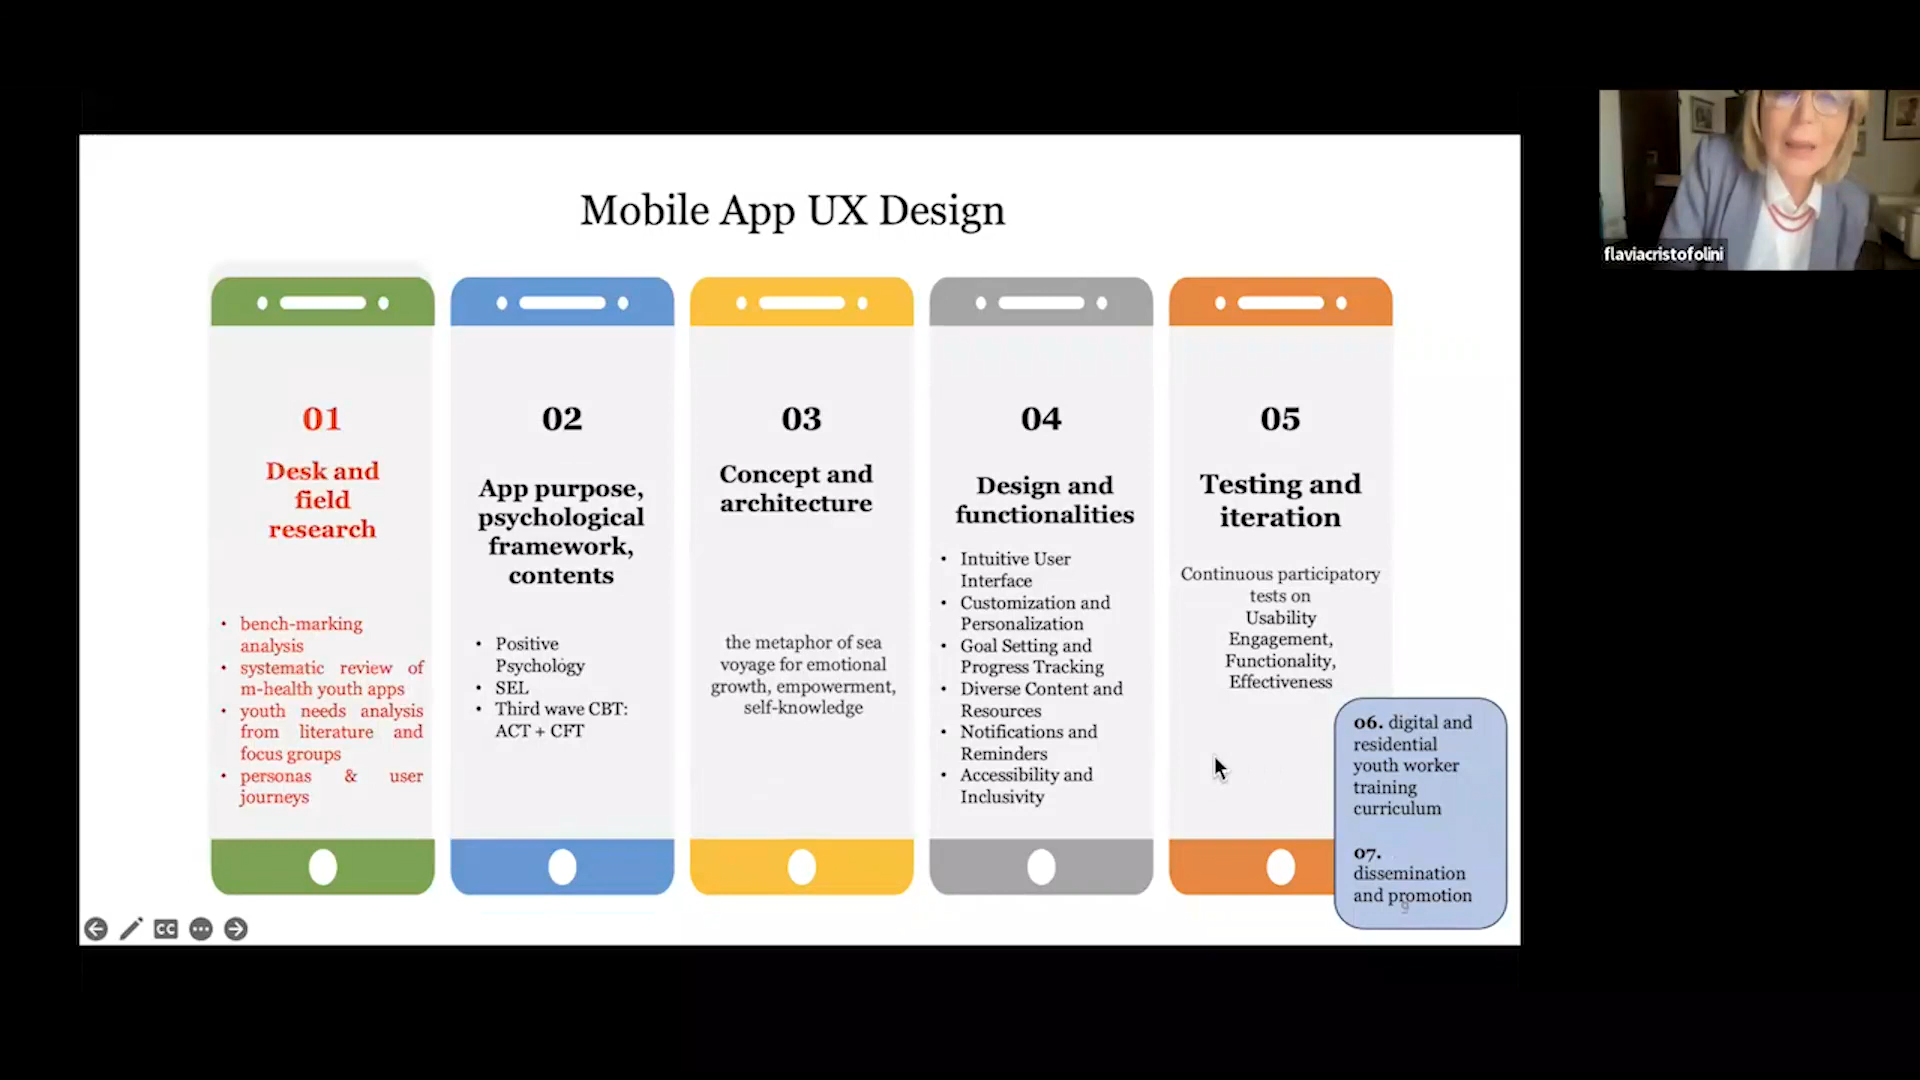 Mobile App UX Design
01
Desk and
field
research
• bench-marking
analysis
• systematic review of
m-health youth apps
• youth needs analysis
from literature and
focus groups
• personas & user
journeys
02
App purpose,
psychological
framework,
contents
• Positive
Psychology
• SEL
• Third wave CBT:
ACT + CFT
03
Concept and
architecture
the metaphor of sea
voyage for emotional
growth, empowerment,
self-knowledge
04
Design and
functionalities
• Intuitive User
Interface
• Customization and
Personalization
• Goal Setting and
Progress Tracking
• Diverse Content and
Resources
• Notifications and
Reminders
• Accessibility and
Inclusivity
05
Testing and
iteration
Continuous participatory
tests on
Usability
Engagement,
Functionality,
Effectiveness
06. digital and
residential
youth worker
training
curriculum
07.
dissemination
and promotion
9
CC
flaviacristofolini